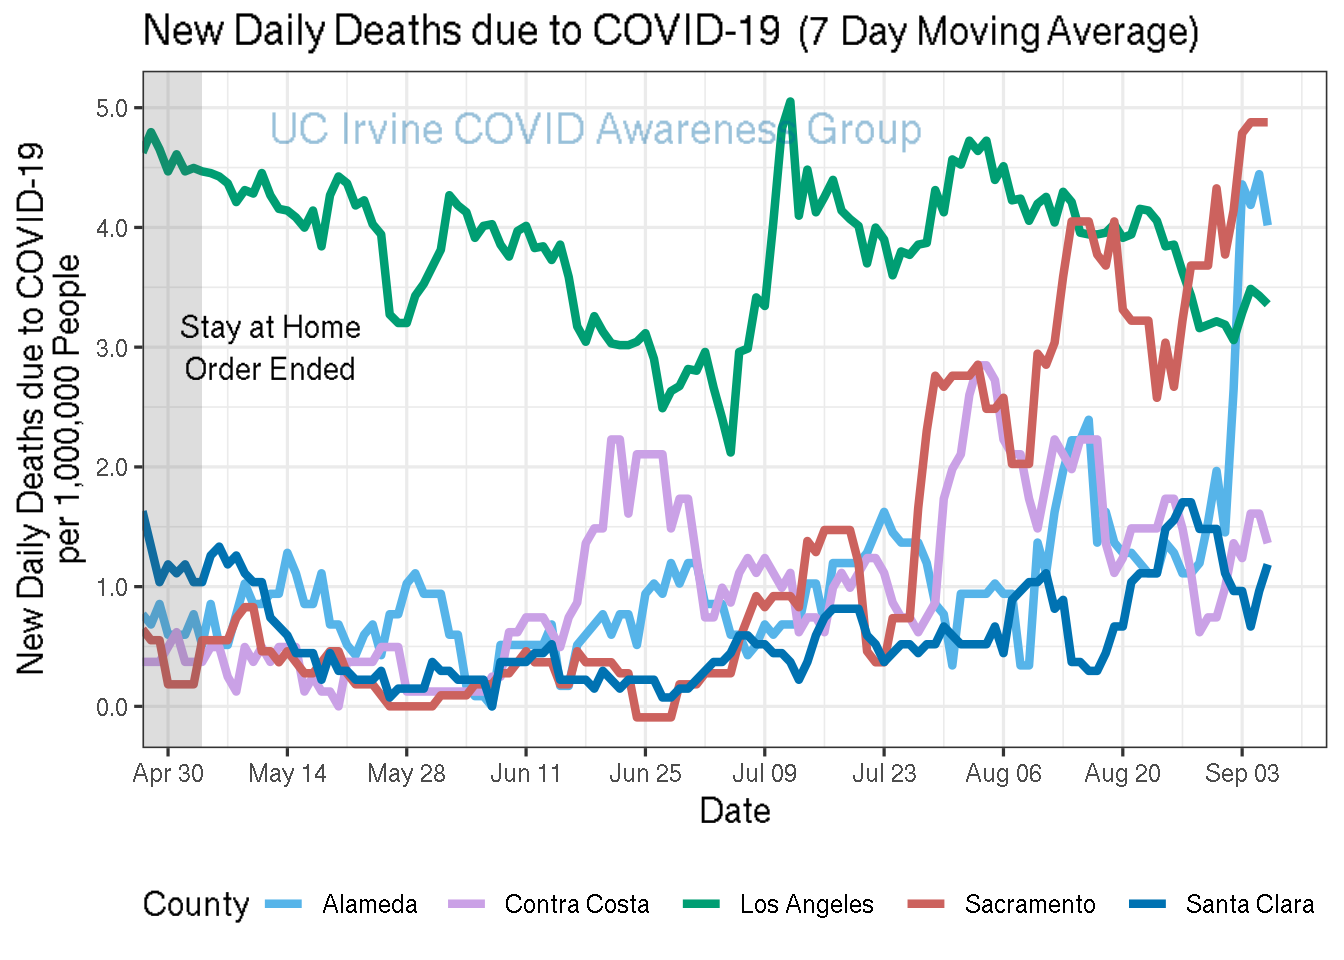 New Daily Deaths due to COVID-19 (7 Day Moving Average)
UC Irvine COVID Awareness Group
Stay at Home
Order Ended
New Daily Deaths due to COVID-19
per 1,000,000 People
5.0
4.0
3.0
2.0
1.0
0.0
Apr 30 May 14 May 28 Jun 11 Jun 25 Jul 09 Jul 23 Aug 06 Aug 20 Sep 03
Date
County Alameda Contra Costa Los Angeles Sacramento Santa Clara